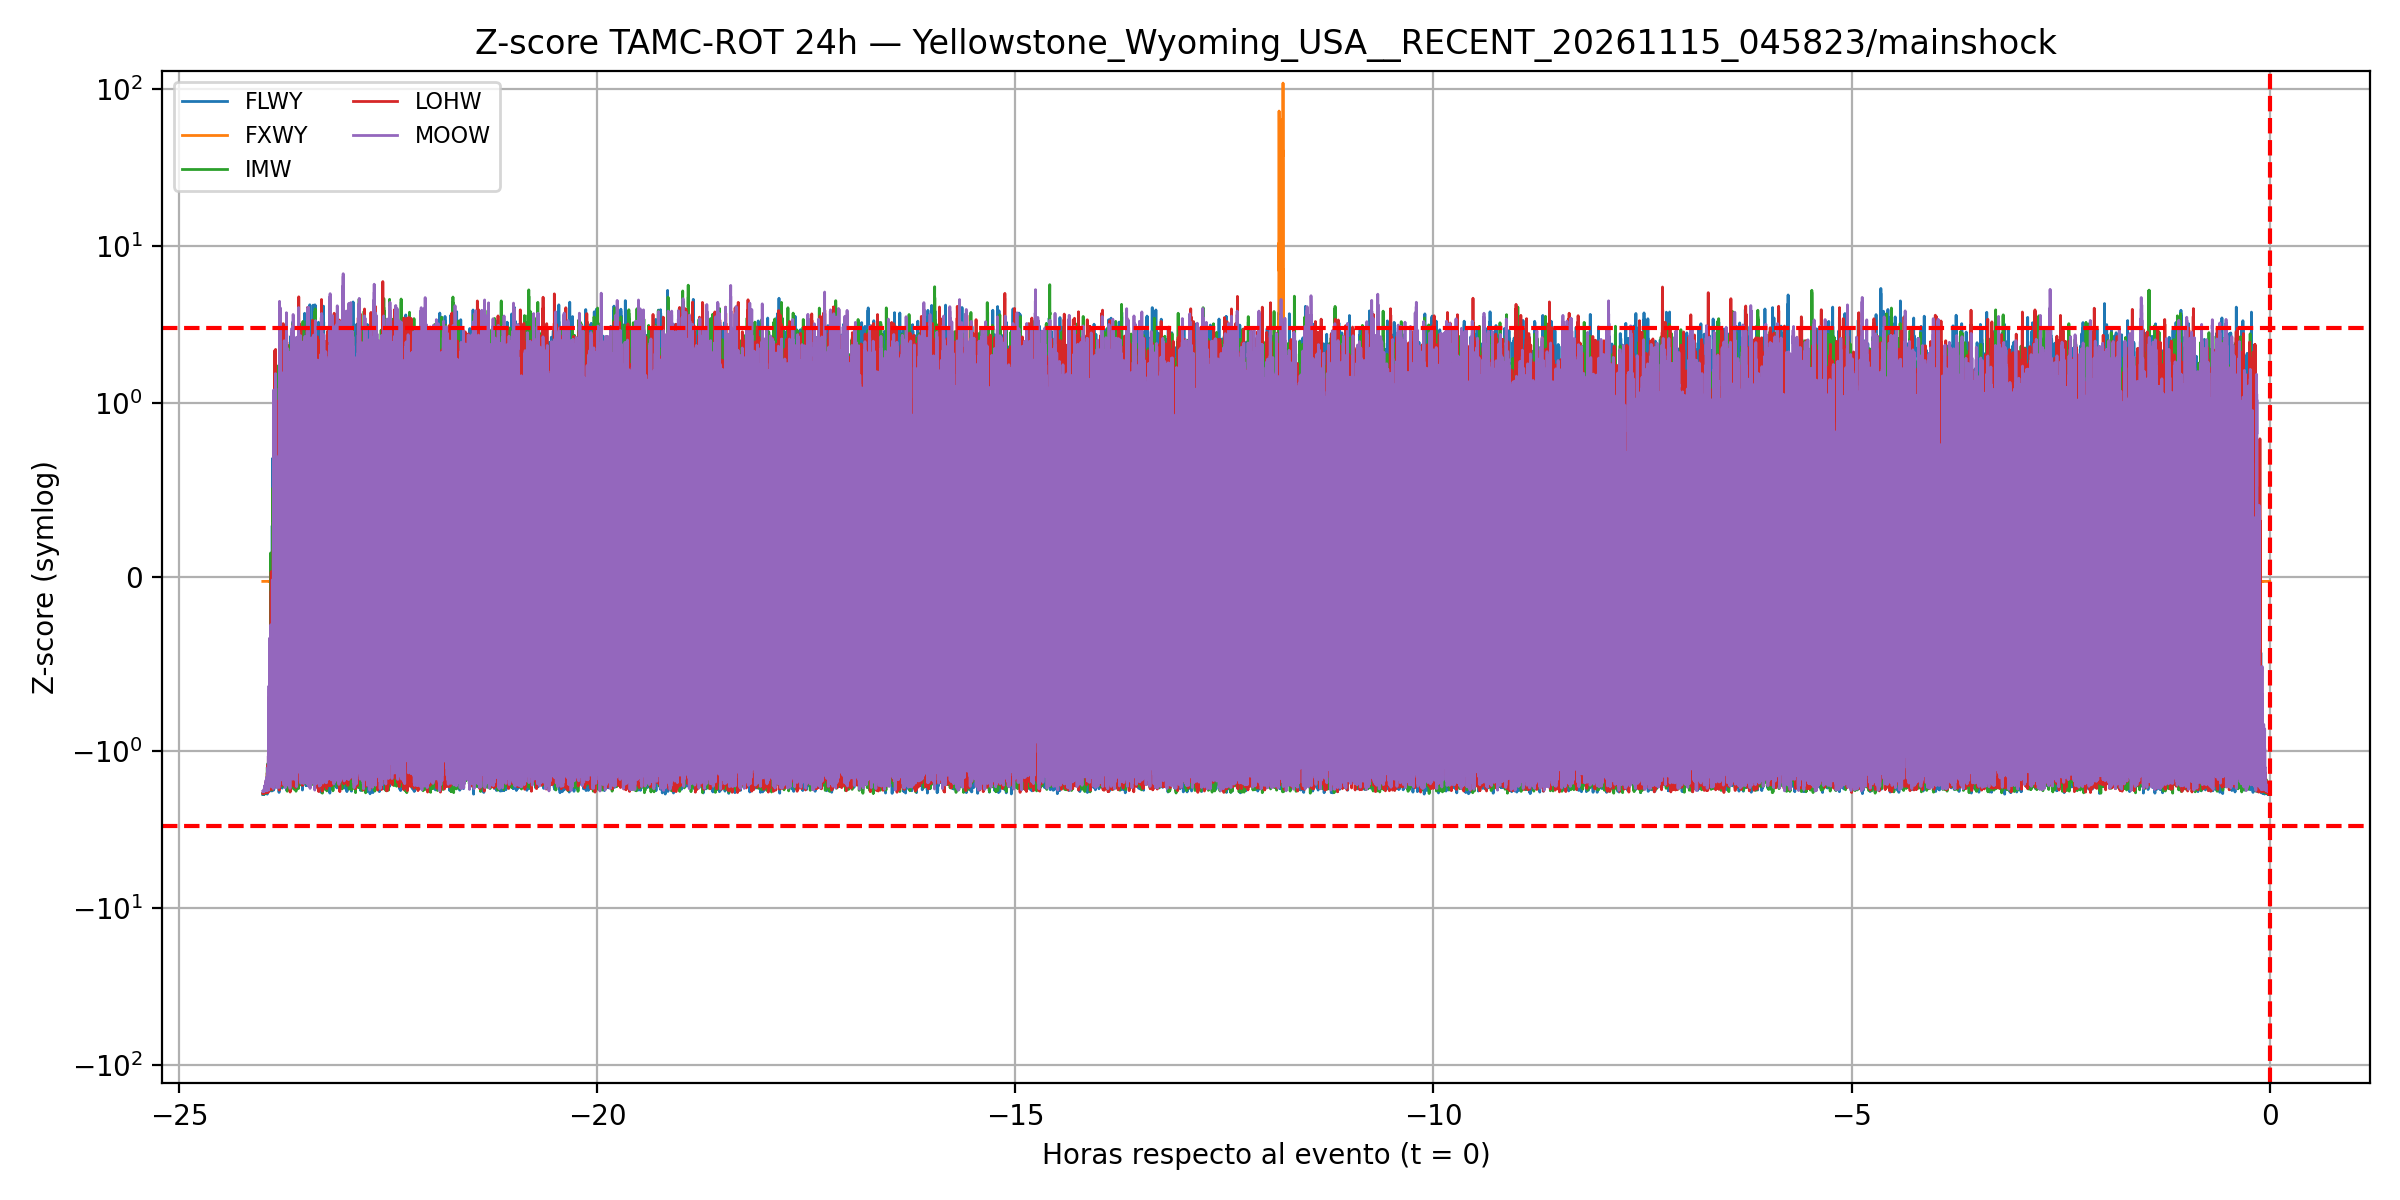 Z-score TAMC-ROT 24h — Yellowstone_Wyoming_USA__RECENT_20261115_045823/mainshock
FLWY
FXWY
IMW
LOHW
MOOW
10²
10¹
10⁰
0
−10⁰
−10¹
−10²
Z-score (symlog)
−25 −20 −15 −10 −5 0
Horas respecto al evento (t = 0)